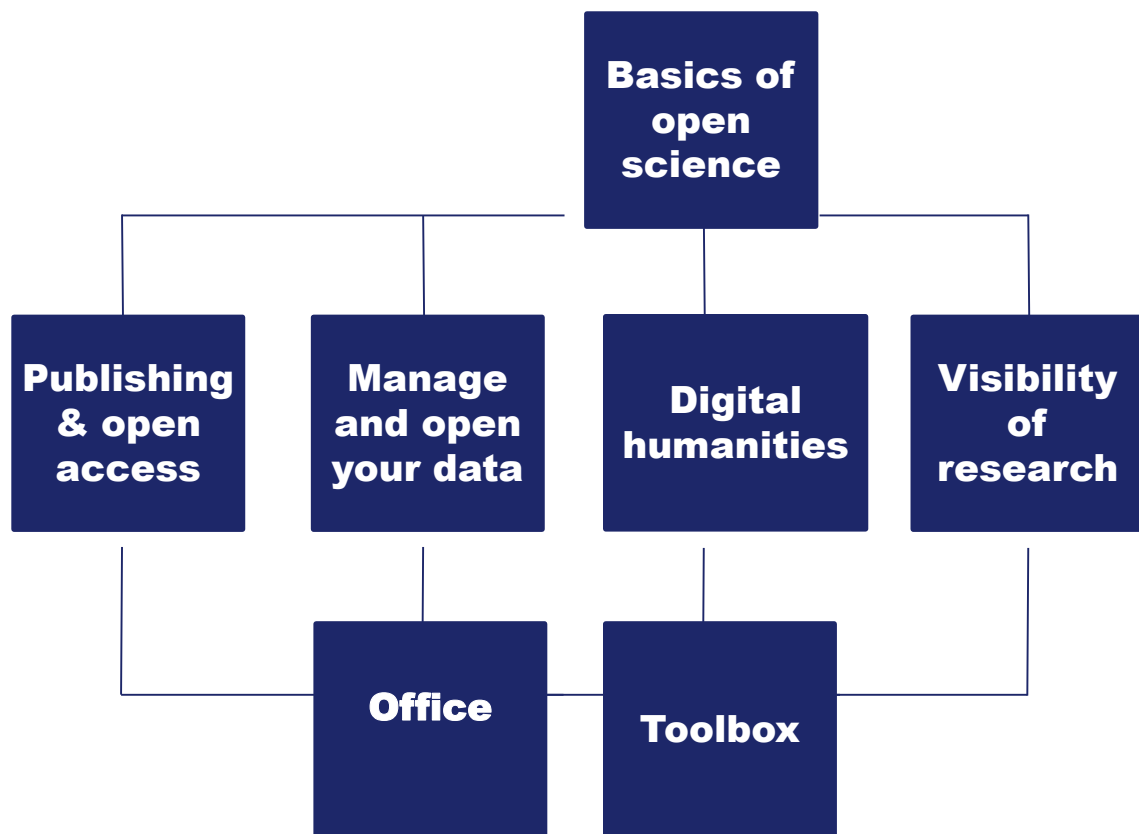 Basics of
open
science
Publishing
& open
access
Manage
and open
your data
Digital
humanities
Visibility
of
research
Office
Toolbox